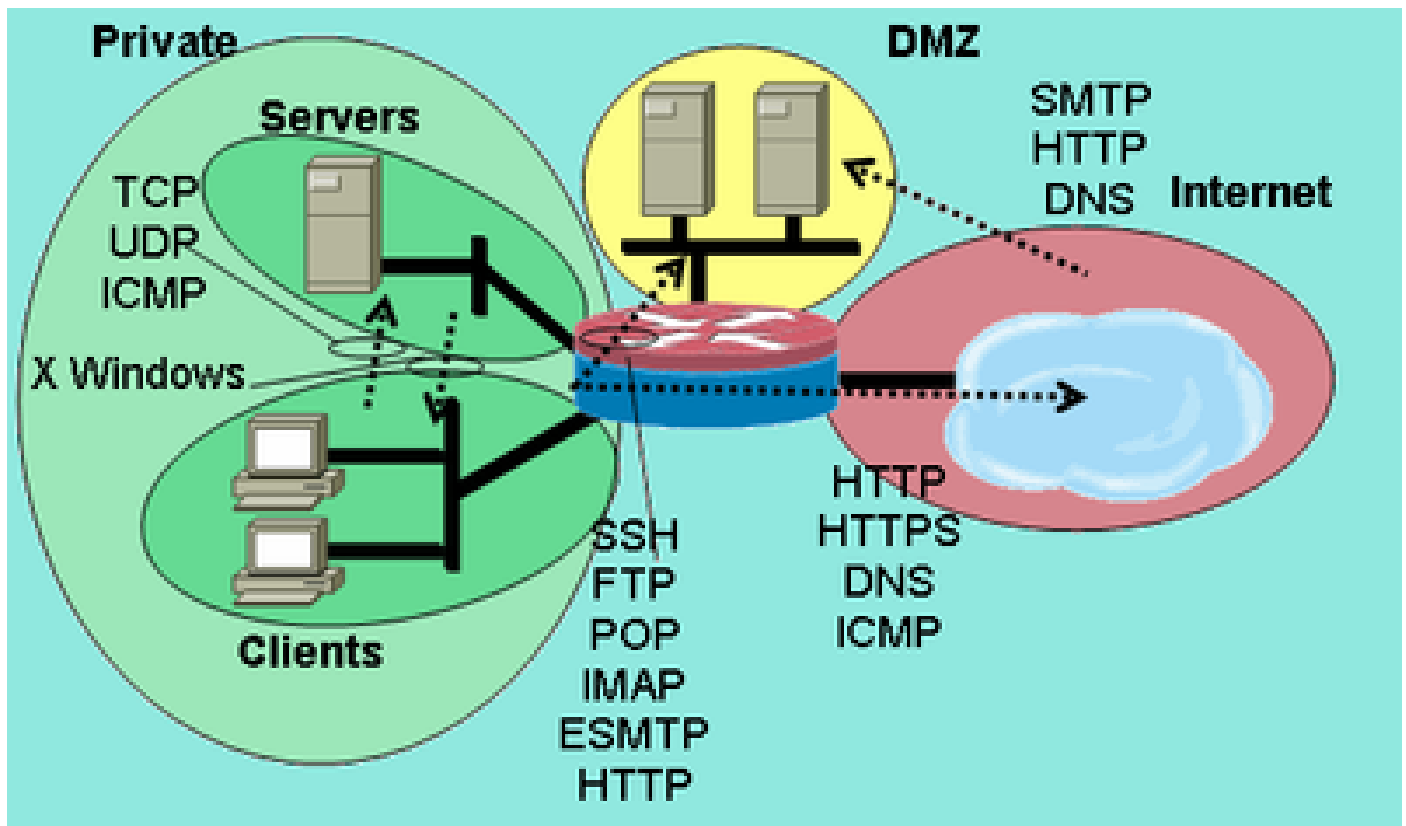 Private
DMZ
Servers
SMTP
HTTP
DNS
Internet
TCP
UDP
ICMP
X Windows
Clients
SSH
FTP
POP
IMAP
ESMTP
HTTP
HTTP
HTTPS
DNS
ICMP